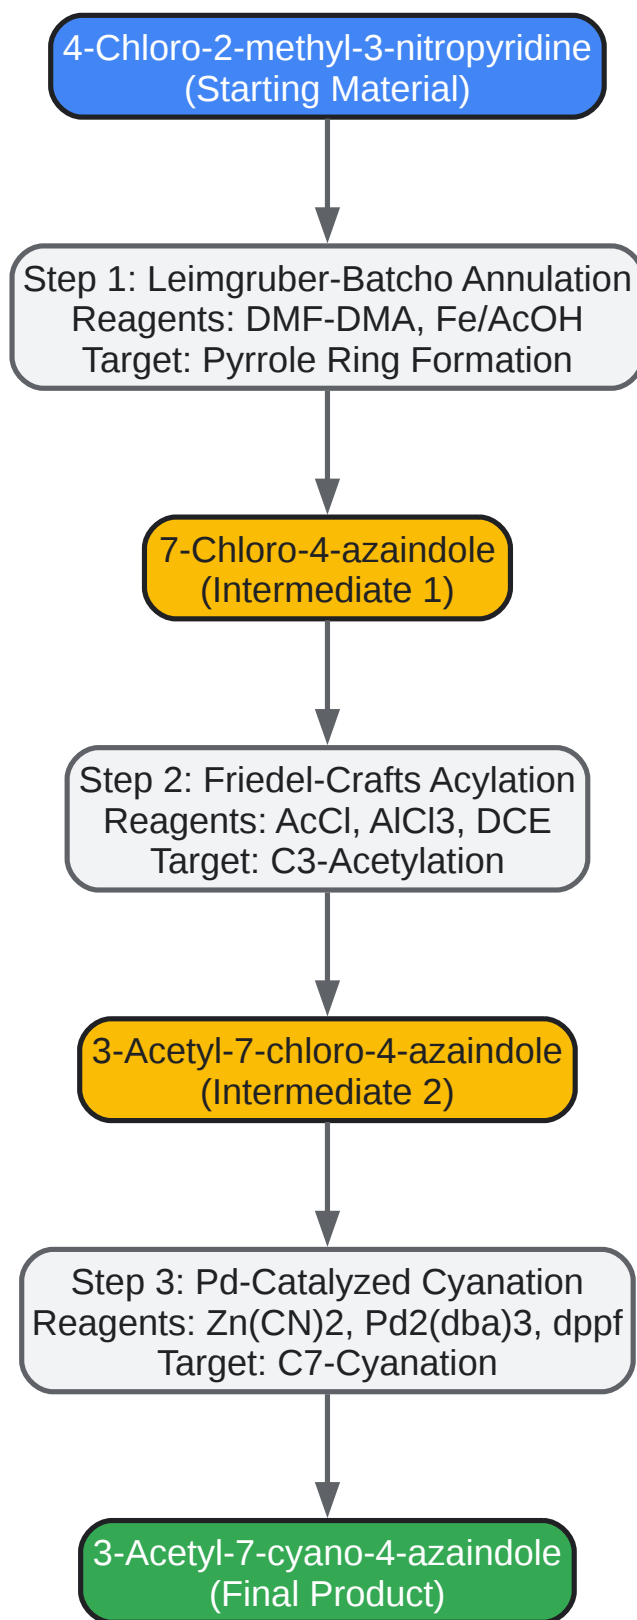 4-Chloro-2-methyl-3-nitropyridine
(Starting Material)
Step 1: Leimgruber-Batcho Annulation
Reagents: DMF-DMA, Fe/AcOH
Target: Pyrrole Ring Formation
7-Chloro-4-azaindole
(Intermediate 1)
Step 2: Friedel-Crafts Acylation
Reagents: AcCl, AlCl3, DCE
Target: C3-Acetylation
3-Acetyl-7-chloro-4-azaindole
(Intermediate 2)
Step 3: Pd-Catalyzed Cyanation
Reagents: Zn(CN)2, Pd2(dba)3, dppf
Target: C7-Cyanation
3-Acetyl-7-cyano-4-azaindole
(Final Product)